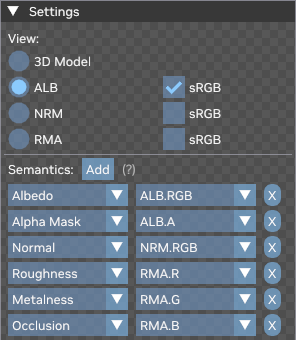 Settings
View:
3D Model
ALB sRGB
NRM sRGB
RMA sRGB
Semantics: Add (?)
Albedo ALB.RGB X
Alpha Mask ALB.A X
Normal NRM.RGB X
Roughness RMA.R X
Metalness RMA.G X
Occlusion RMA.B X